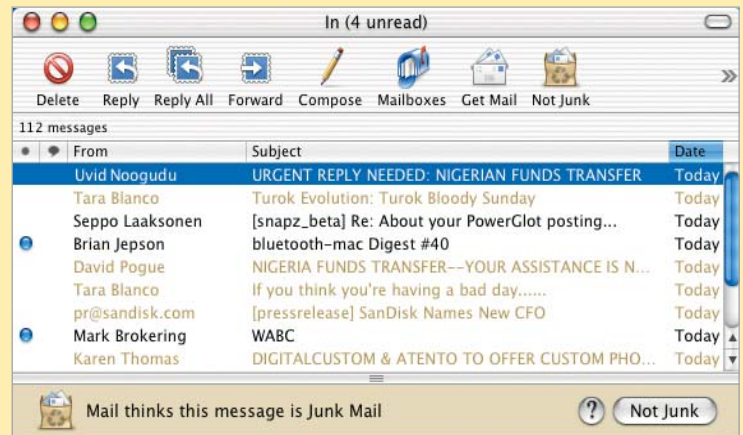 In (4 unread)
Delete Reply Reply All Forward Compose Mailboxes Get Mail Not Junk
112 messages
From Subject Date
Uvid Noogudu URGENT REPLY NEEDED: NIGERIAN FUNDS TRANSFER Today
Tara Blanco Turok Evolution: Turok Bloody Sunday Today
Seppo Laaksonen [snapz_beta] Re: About your PowerGlot posting... Today
Brian Jepson bluetooth-mac Digest #40 Today
David Pogue NIGERIA FUNDS TRANSFER--YOUR ASSISTANCE IS N... Today
Tara Blanco If you think you're having a bad day...... Today
pr@sandisk.com [pressrelease] SanDisk Names New CFO Today
Mark Brokering WABC Today
Karen Thomas DIGITALCUSTOM & ATENTO TO OFFER CUSTOM PHO... Today
Mail thinks this message is Junk Mail ? Not Junk